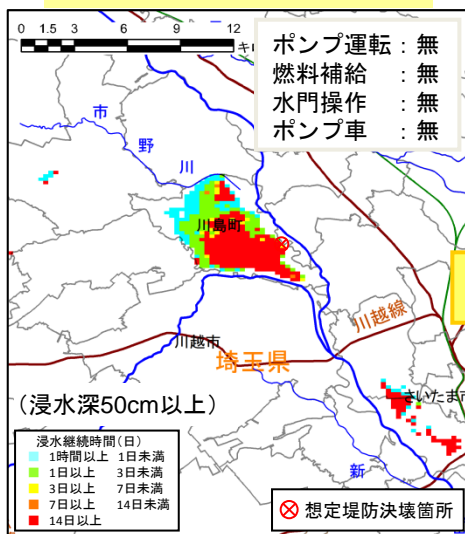 0 1.5 3 6 9 12
キロ
ポンプ運転：無
燃料補給：無
水門操作：無
ポンプ車：無
市
野
川
川島町
川越線
川越市
埼玉県
さいたま市
新
（浸水深50cm以上）
浸水継続時間（日）
1時間以上 1日未満
1日以上 3日未満
3日以上 7日未満
7日以上 14日未満
14日以上
想定堤防決壊箇所